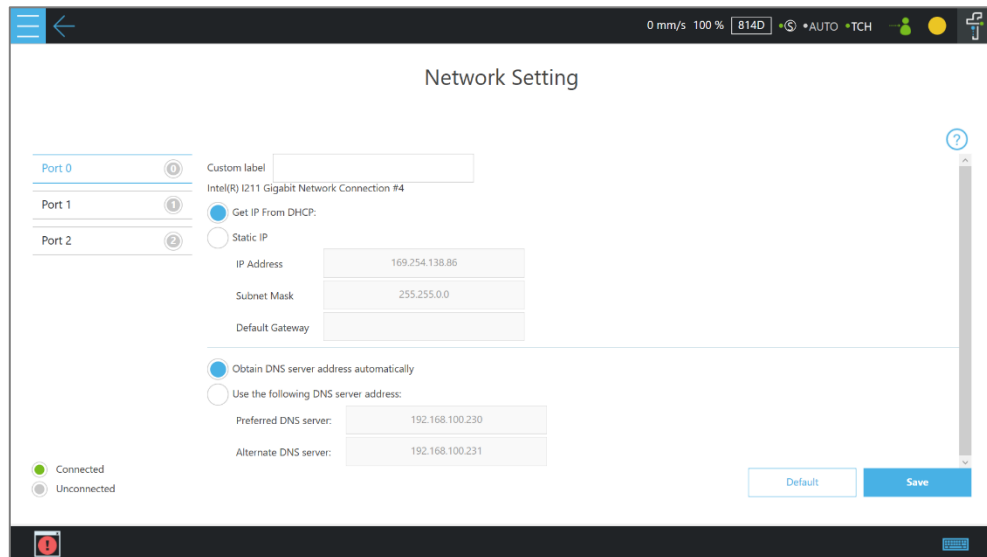 0 mm/s 100 % 814D •Ⓢ •AUTO •TCH
Network Setting
?
Port 0 0
Port 1 1
Port 2 2
Custom label
Intel(R) I211 Gigabit Network Connection #4
Get IP From DHCP:
Static IP
IP Address 169.254.138.86
Subnet Mask 255.255.0.0
Default Gateway
Obtain DNS server address automatically
Use the following DNS server address:
Preferred DNS server: 192.168.100.230
Alternate DNS server: 192.168.100.231
Connected
Unconnected
Default Save
!